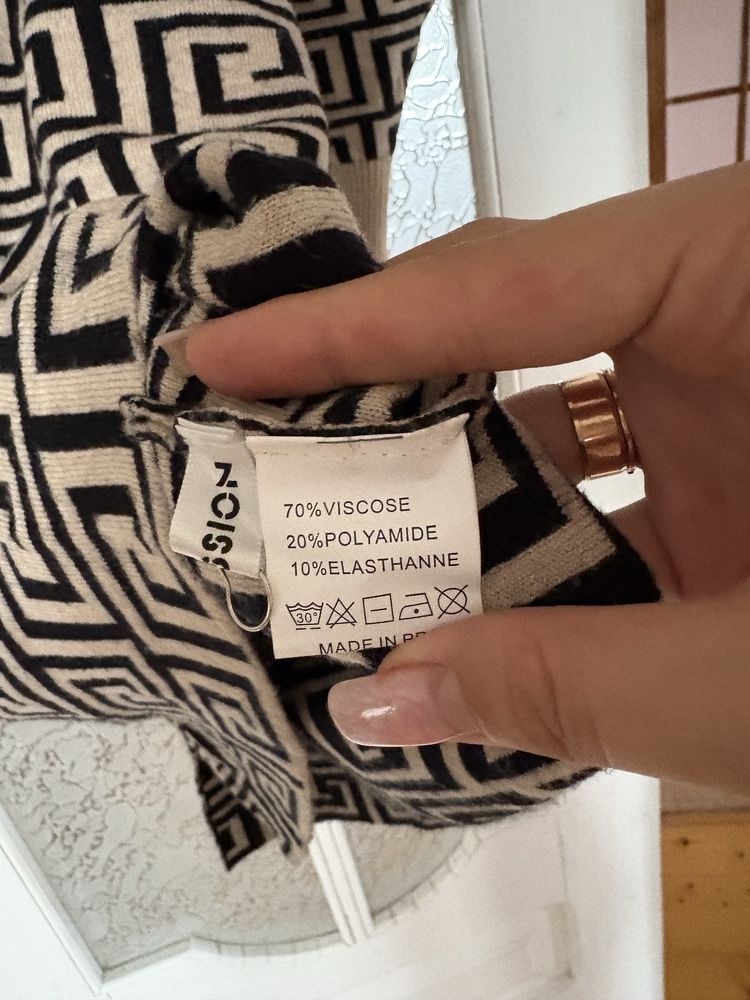 70%VISCOSE
20%POLYAMIDE
10%ELASTHANNE
30°
MADE IN